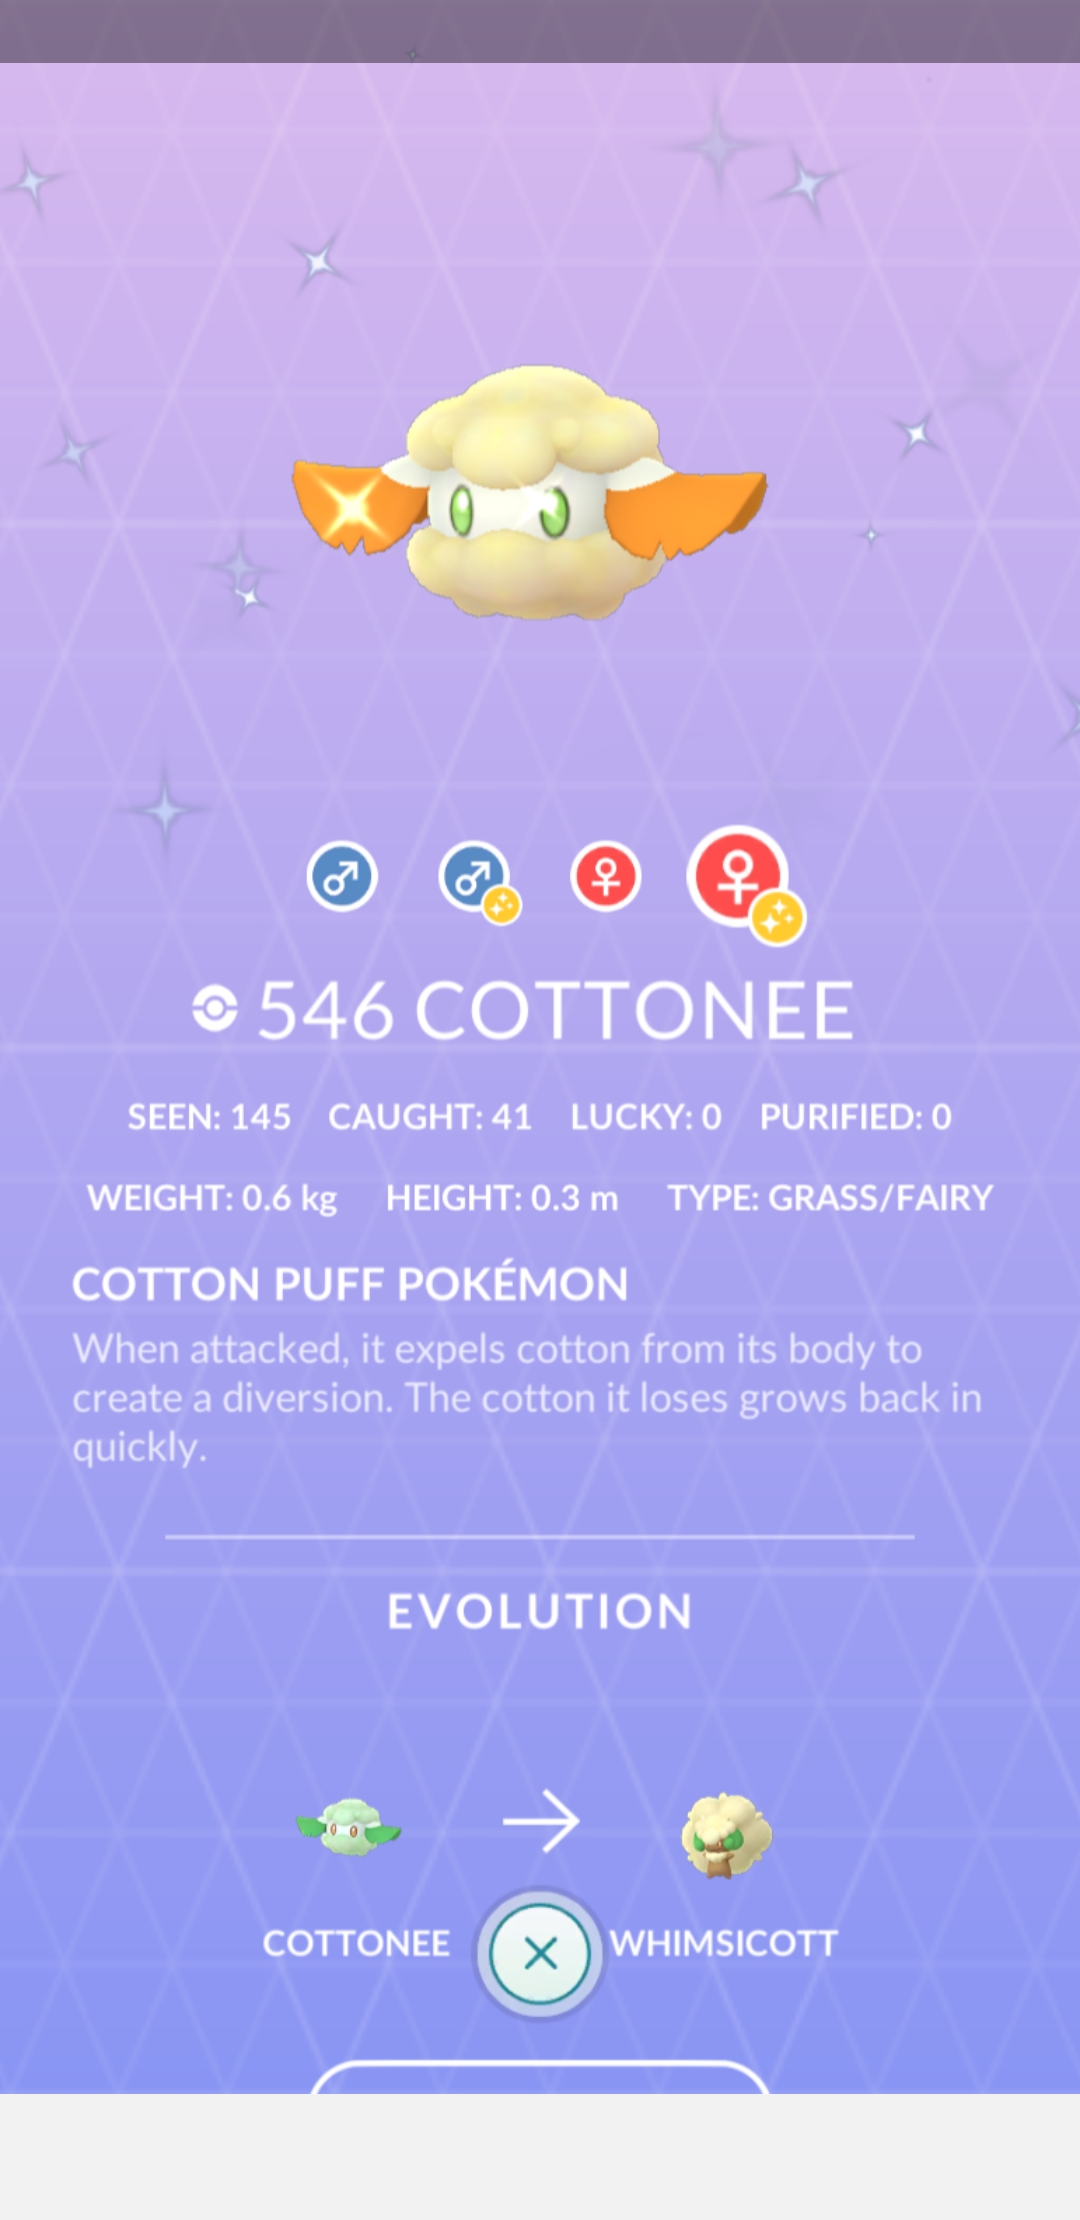 546 COTTONEE
SEEN: 145 CAUGHT: 41 LUCKY: 0 PURIFIED: 0
WEIGHT: 0.6 kg HEIGHT: 0.3 m TYPE: GRASS/FAIRY
COTTON PUFF POKÉMON
When attacked, it expels cotton from its body to
create a diversion. The cotton it loses grows back in
quickly.
EVOLUTION
COTTONEE WHIMSICOTT